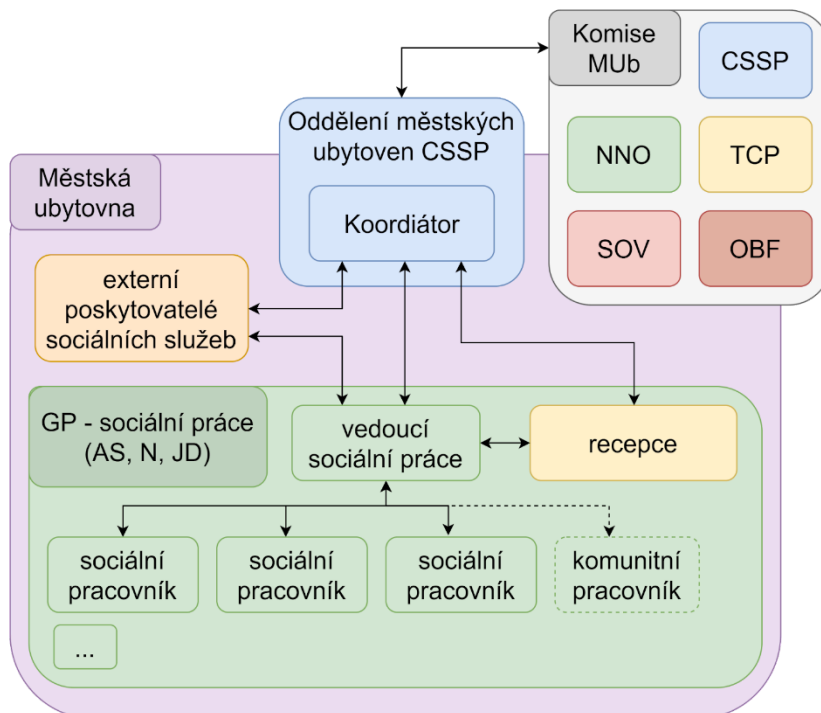 Komise
MUb
CSSP
NNO
TCP
SOV
OBF
Oddělení městských
ubytoven CSSP
Koordiátor
Městská
ubytovna
externí
poskytovatelé
sociálních služeb
GP - sociální práce
(AS, N, JD)
vedoucí
sociální práce
recepce
sociální
pracovník
sociální
pracovník
sociální
pracovník
komunitní
pracovník
...